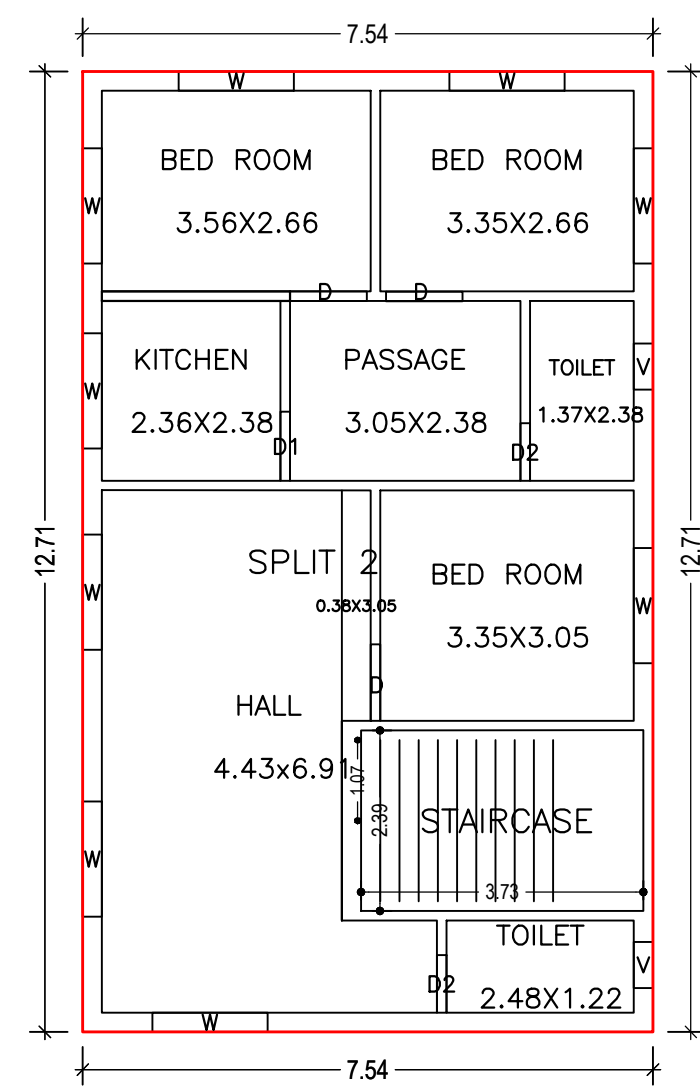 7.54
W W
BED ROOM BED ROOM
W W
3.56X2.66 3.35X2.66
D D
KITCHEN PASSAGE TOILET V
W
2.36X2.38 3.05X2.38 1.37X2.38
D1 D2
12.71 12.71
SPLIT 2
BED ROOM
W 0.38X3.05 W
3.35X3.05
D
HALL
4.43x6.91
1.07
2.39 STAIRCASE
W
3.73
TOILET
V
D2
2.48X1.22
W
7.54